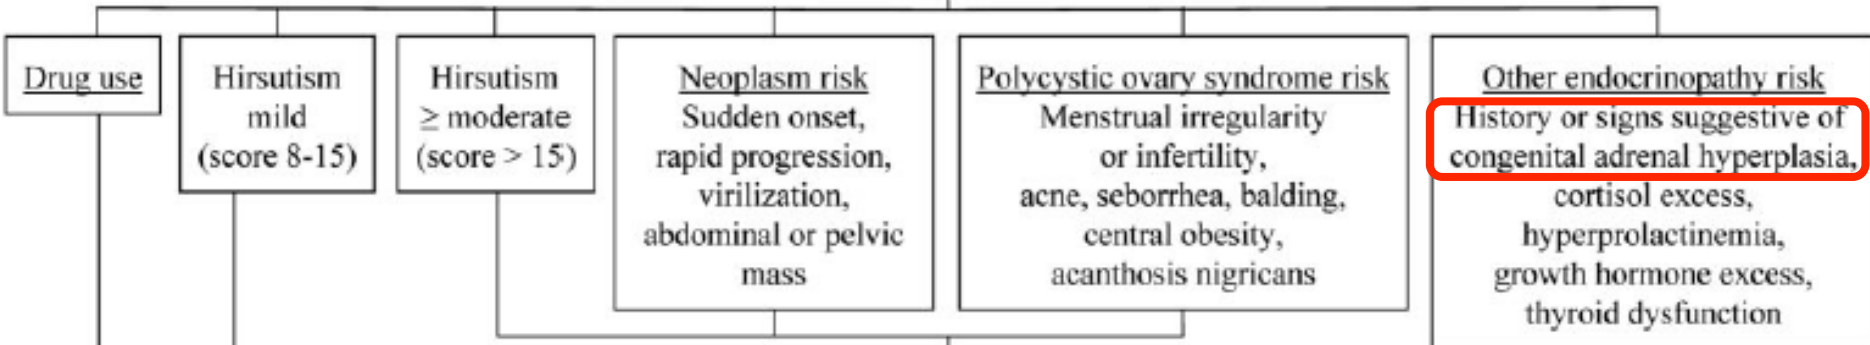 Drug use
Hirsutism
mild
(score 8-15)
Hirsutism
≥ moderate
(score > 15)
Neoplasm risk
Sudden onset,
rapid progression,
virilization,
abdominal or pelvic
mass
Polycystic ovary syndrome risk
Menstrual irregularity
or infertility,
acne, seborrhea, balding,
central obesity,
acanthosis nigricans
Other endocrinopathy risk
History or signs suggestive of
congenital adrenal hyperplasia,
cortisol excess,
hyperprolactinemia,
growth hormone excess,
thyroid dysfunction